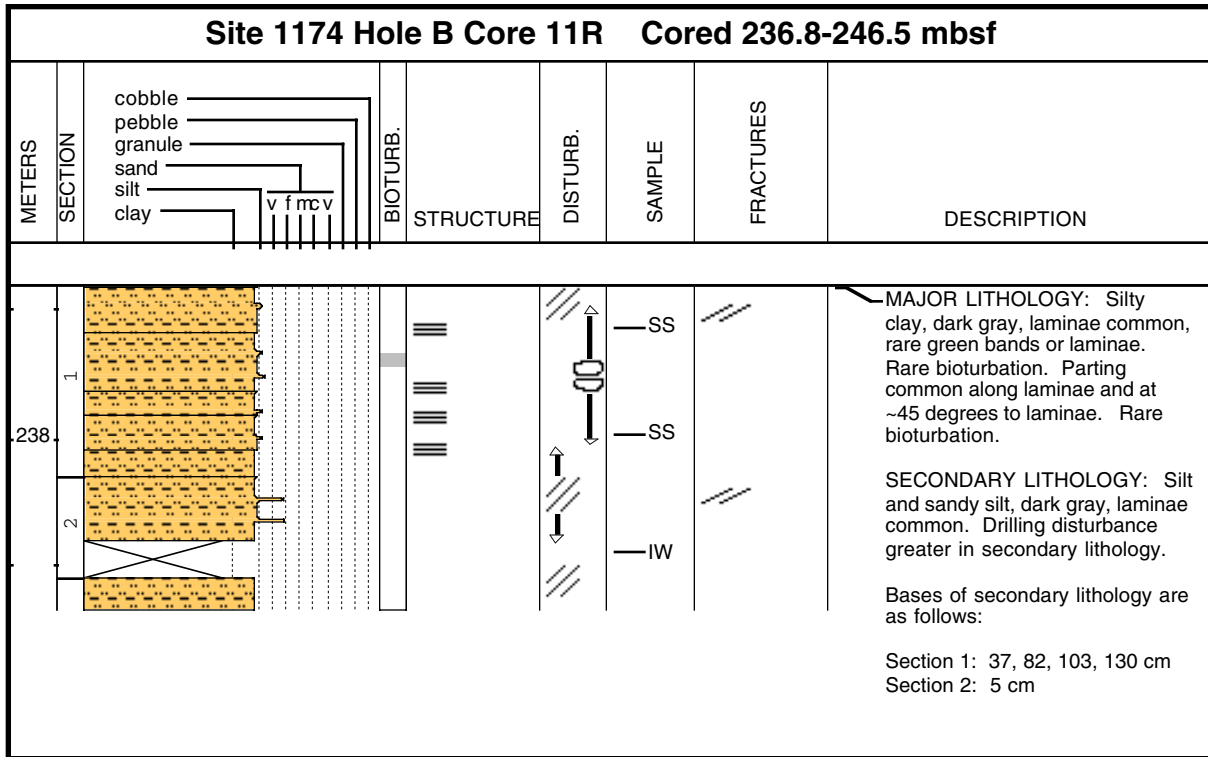 Site 1174 Hole B Core 11R Cored 236.8-246.5 mbsf
METERS
SECTION
cobble
pebble
granule
sand
silt
v f m c v
clay
BIOTURB.
STRUCTURE
DISTURB.
SAMPLE
FRACTURES
DESCRIPTION
238
1
2
SS
SS
IW
MAJOR LITHOLOGY: Silty
clay, dark gray, laminae common,
rare green bands or laminae.
Rare bioturbation. Parting
common along laminae and at
~45 degrees to laminae. Rare
bioturbation.
SECONDARY LITHOLOGY: Silt
and sandy silt, dark gray, laminae
common. Drilling disturbance
greater in secondary lithology.
Bases of secondary lithology are
as follows:
Section 1: 37, 82, 103, 130 cm
Section 2: 5 cm